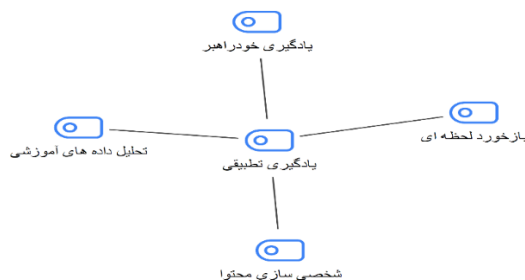 یادگیری خودراهبر
بازخورد لحظه ای
تحلیل داده های آموزشی
یادگیری تطبیقی
شخصی سازی محتوا